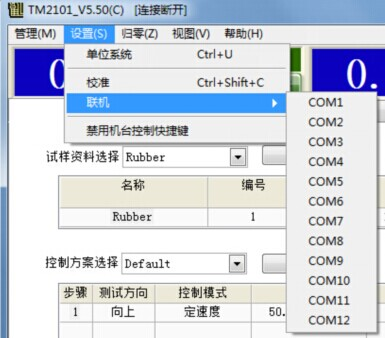 TM2101_V5.50(C) [连接断开]
管理(M) 设置(S) 归零(Z) 视图(V) 帮助(H)
单位系统 Ctrl+U
校准 Ctrl+Shift+C
联机
禁用机台控制快捷键
0.
COM1
COM2
COM3
COM4
COM5
COM6
COM7
COM8
COM9
COM10
COM11
COM12
试样资料选择 Rubber
名称 编号
Rubber 1
控制方案选择 Default
步骤 测试方向 控制模式
1 向上 定速度 50.